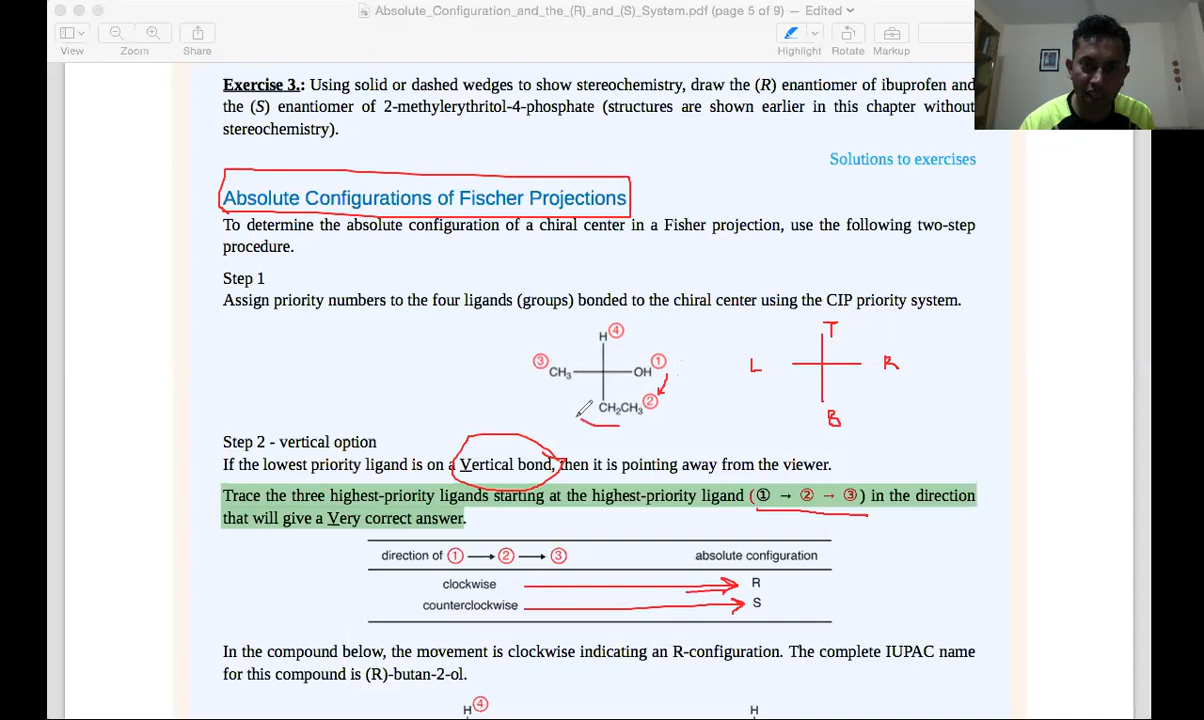 Absolute_Configuration_and_the_(R)_and_(S)_System.pdf (page 5 of 9) — Edited
View
Zoom
Share
Highlight
Rotate
Markup
Exercise 3.: Using solid or dashed wedges to show stereochemistry, draw the (R) enantiomer of ibuprofen and
the (S) enantiomer of 2-methylerythritol-4-phosphate (structures are shown earlier in this chapter without
stereochemistry).
Solutions to exercises
Absolute Configurations of Fischer Projections
To determine the absolute configuration of a chiral center in a Fisher projection, use the following two-step
procedure.
Step 1
Assign priority numbers to the four ligands (groups) bonded to the chiral center using the CIP priority system.
H ④
③ CH₃ OH ①
CH₂CH₃ ②
T
L R
B
Step 2 - vertical option
If the lowest priority ligand is on a Vertical bond, then it is pointing away from the viewer.
Trace the three highest-priority ligands starting at the highest-priority ligand (① → ② → ③) in the direction
that will give a Very correct answer.
direction of ① → ② → ③ absolute configuration
clockwise R
counterclockwise S
In the compound below, the movement is clockwise indicating an R-configuration. The complete IUPAC name
for this compound is (R)-butan-2-ol.
H ④ H